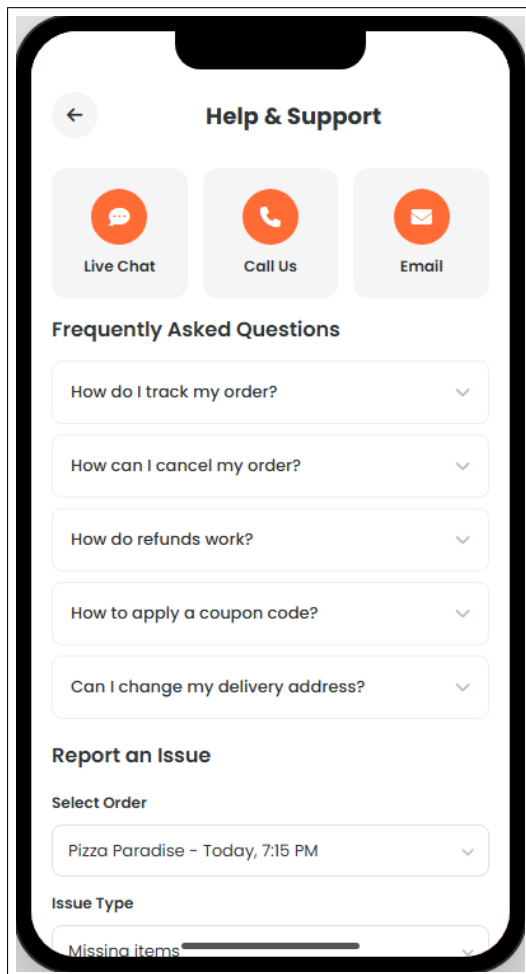 Help & Support
Live Chat
Call Us
Email
Frequently Asked Questions
How do I track my order?
How can I cancel my order?
How do refunds work?
How to apply a coupon code?
Can I change my delivery address?
Report an Issue
Select Order
Pizza Paradise - Today, 7:15 PM
Issue Type
Missing items